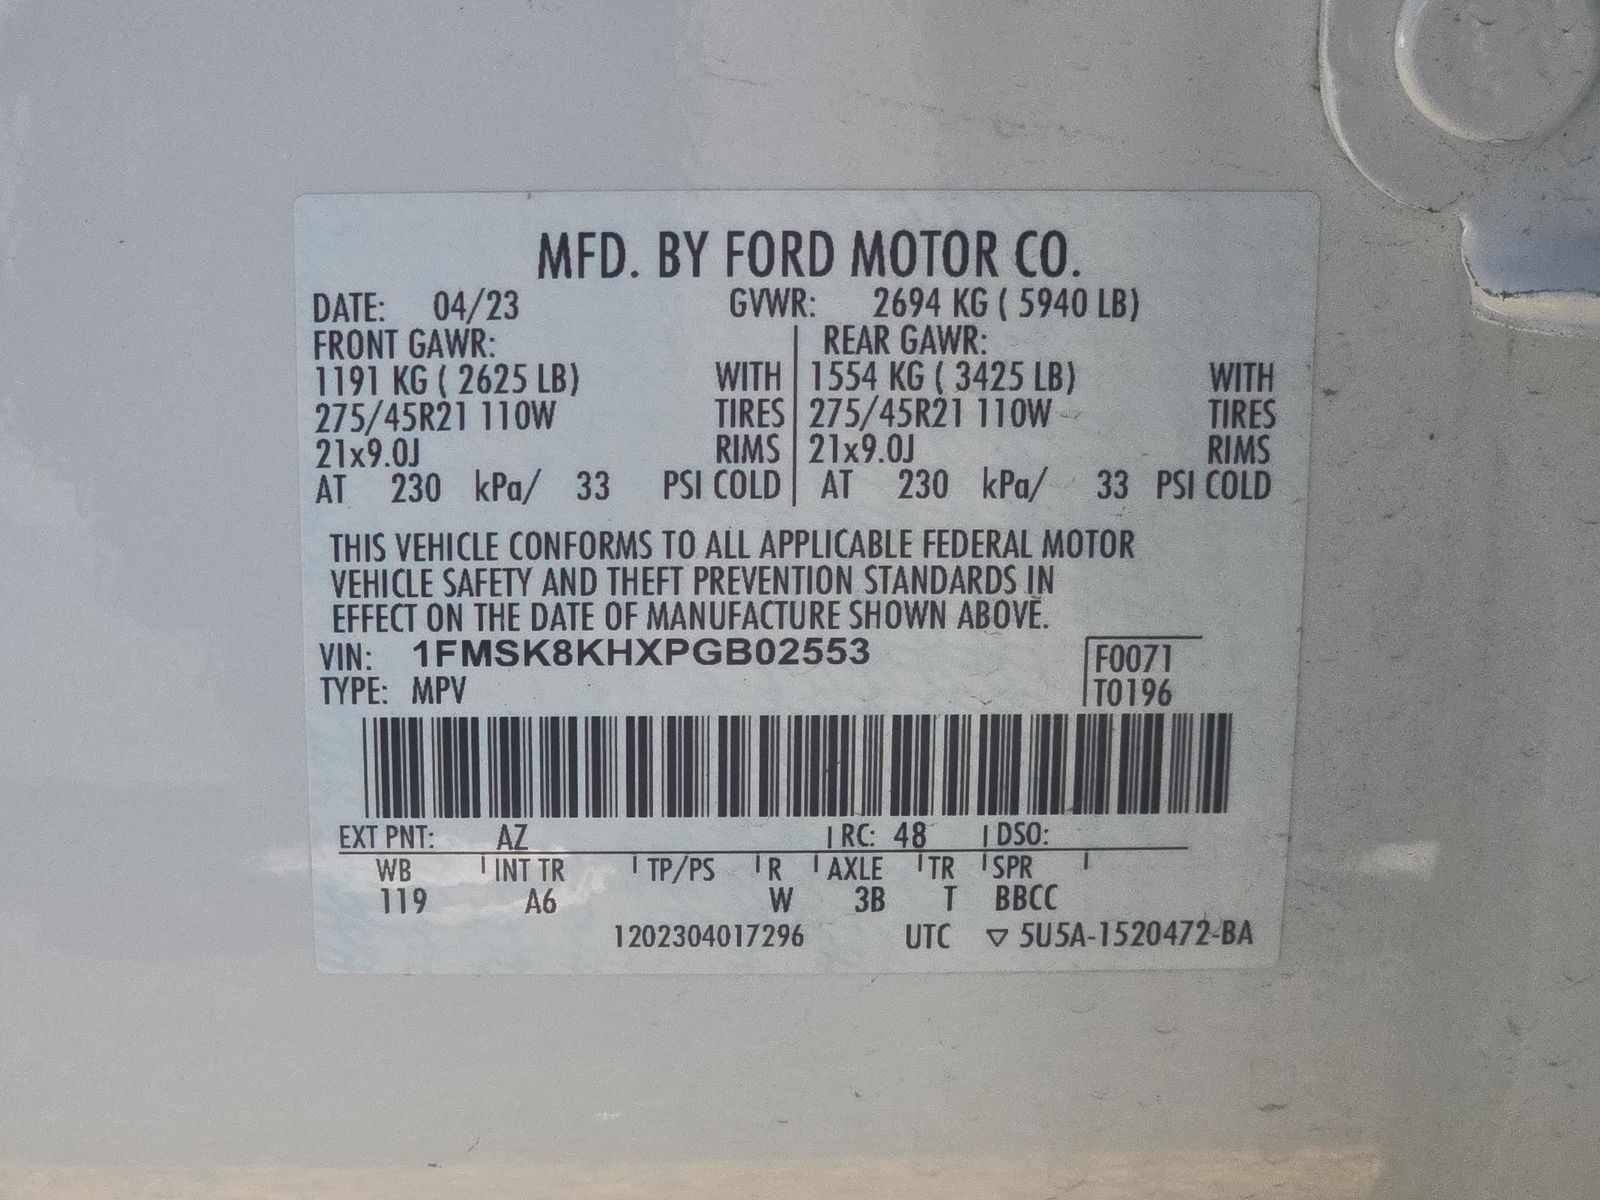 MFD. BY FORD MOTOR CO.
DATE: 04/23 GVWR: 2694 KG ( 5940 LB)
FRONT GAWR: REAR GAWR:
1191 KG ( 2625 LB) WITH 1554 KG ( 3425 LB) WITH
275/45R21 110W TIRES 275/45R21 110W TIRES
21x9.0J RIMS 21x9.0J RIMS
AT 230 kPa/ 33 PSI COLD AT 230 kPa/ 33 PSI COLD
THIS VEHICLE CONFORMS TO ALL APPLICABLE FEDERAL MOTOR
VEHICLE SAFETY AND THEFT PREVENTION STANDARDS IN
EFFECT ON THE DATE OF MANUFACTURE SHOWN ABOVE.
VIN: 1FMSK8KHXPGB02553 F0071
TYPE: MPV T0196
EXT PNT: AZ RC: 48 DSO:
WB INT TR TP/PS R AXLE TR SPR
119 A6 W 3B T BBCC
1202304017296 UTC ▽ 5U5A-1520472-BA